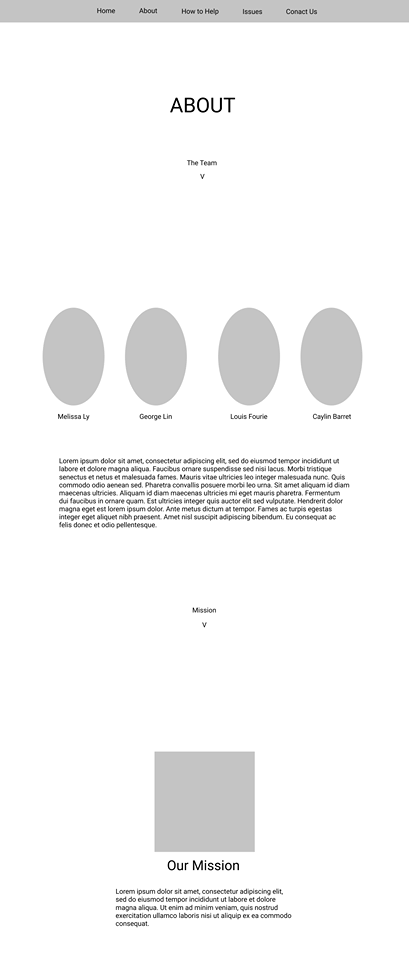 Home About How to Help Issues Conact Us
ABOUT
The Team
V
Melissa Ly George Lin Louis Fourie Caylin Barret
Lorem ipsum dolor sit amet, consectetur adipiscing elit, sed do eiusmod tempor incididunt ut
labore et dolore magna aliqua. Faucibus ornare suspendisse sed nisi lacus. Morbi tristique
senectus et netus et malesuada fames. Mauris vitae ultricies leo integer malesuada nunc. Quis
commodo odio aenean sed. Pharetra convallis posuere morbi leo urna. Sit amet aliquam id diam
maecenas ultricies. Aliquam id diam maecenas ultricies mi eget mauris pharetra. Fermentum
dui faucibus in ornare quam. Est ultricies integer quis auctor elit sed vulputate. Hendrerit dolor
magna eget est lorem ipsum dolor. Ante metus dictum at tempor. Fames ac turpis egestas
integer eget aliquet nibh praesent. Amet nisl suscipit adipiscing bibendum. Eu consequat ac
felis donec et odio pellentesque.
Mission
V
Our Mission
Lorem ipsum dolor sit amet, consectetur adipiscing elit,
sed do eiusmod tempor incididunt ut labore et dolore
magna aliqua. Ut enim ad minim veniam, quis nostrud
exercitation ullamco laboris nisi ut aliquip ex ea commodo
consequat.